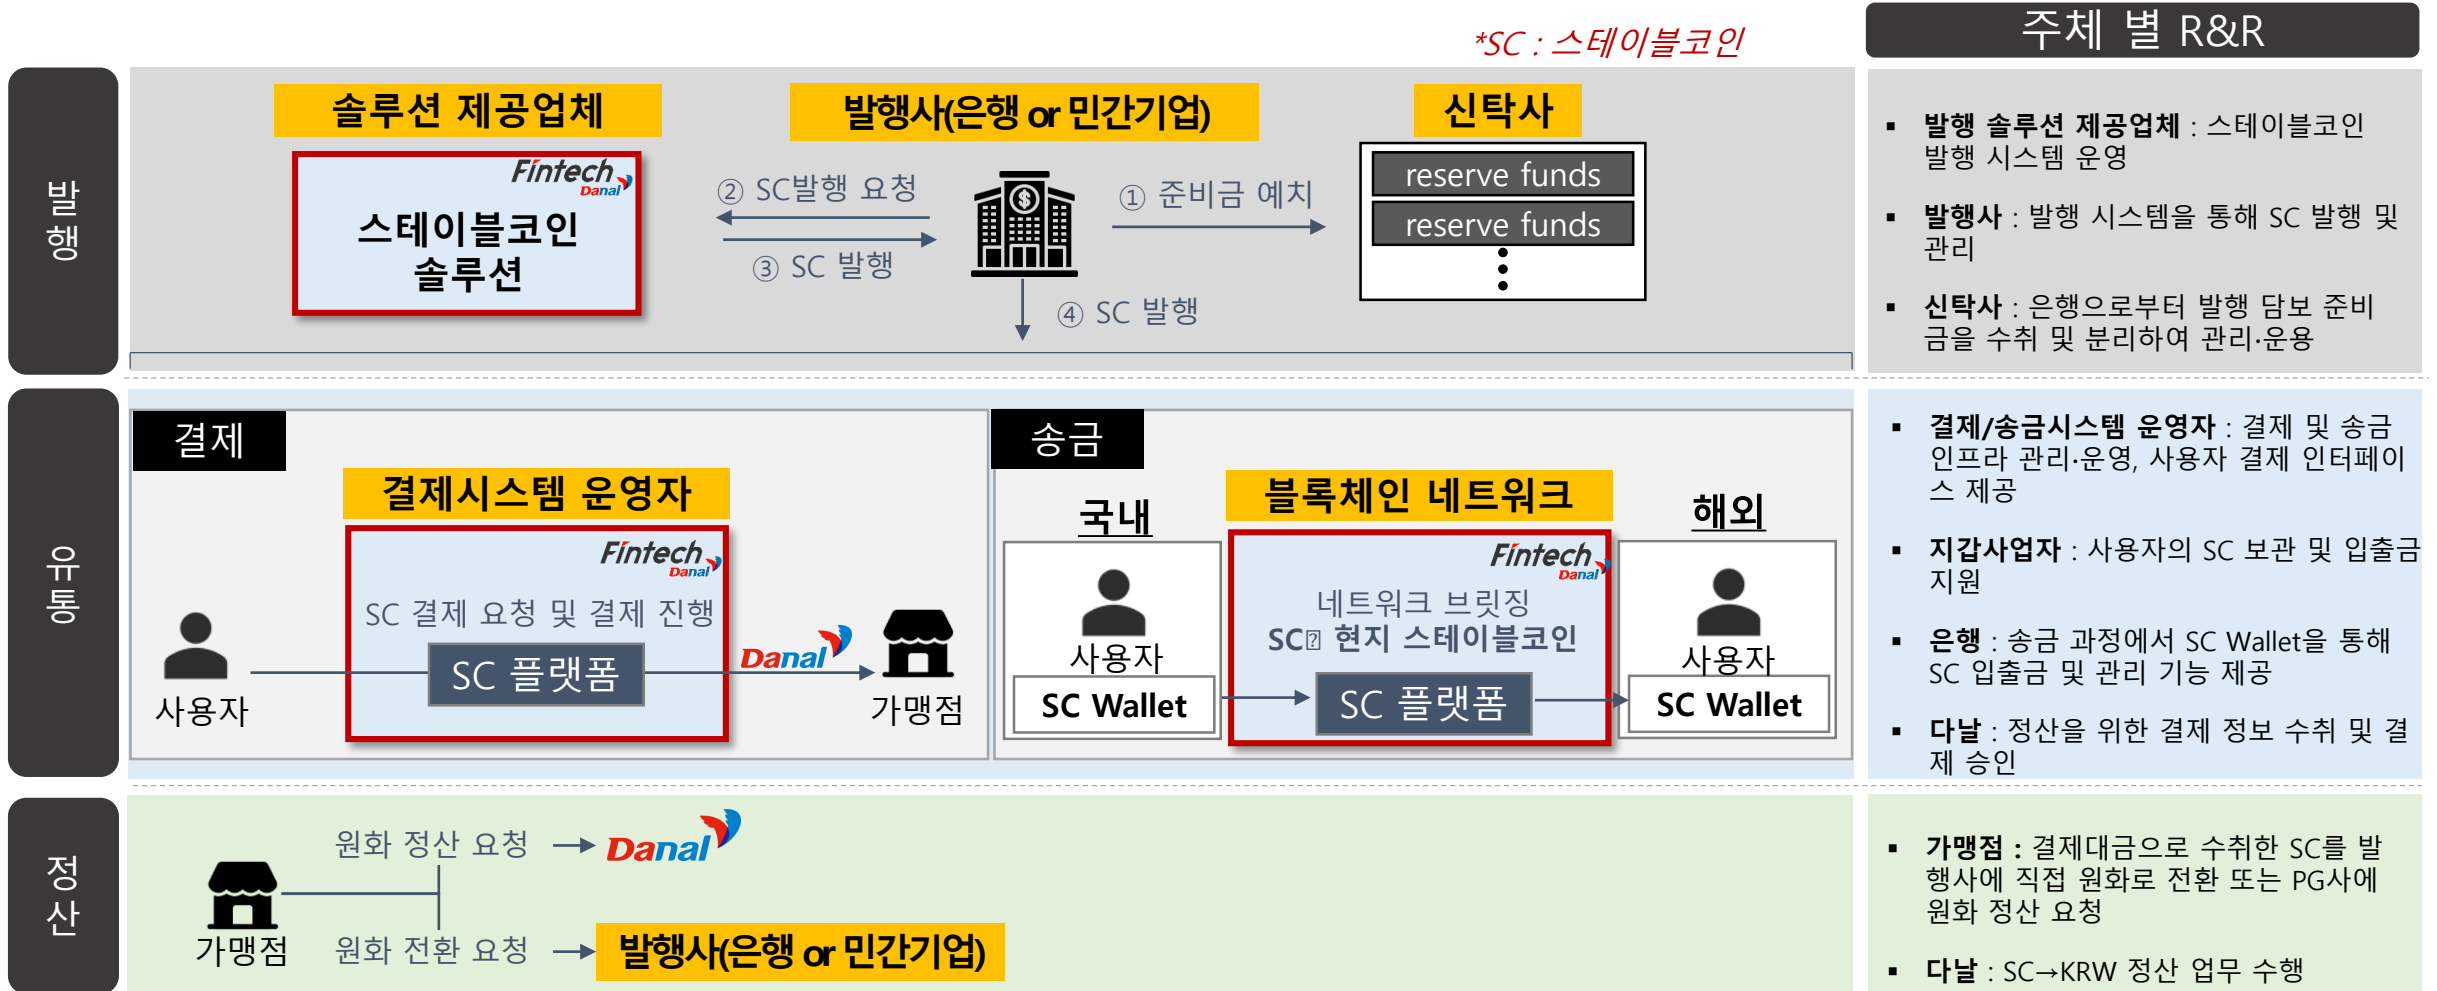 *SC : 스테이블코인
주체 별 R&R
발행
솔루션 제공업체
Fintech
Danal
스테이블코인
솔루션
② SC발행 요청
③ SC 발행
발행사(은행 or 민간기업)
① 준비금 예치
④ SC 발행
신탁사
reserve funds
reserve funds
▪ 발행 솔루션 제공업체 : 스테이블코인
발행 시스템 운영
▪ 발행사 : 발행 시스템을 통해 SC 발행 및
관리
▪ 신탁사 : 은행으로부터 발행 담보 준비
금을 수취 및 분리하여 관리·운용
유통
결제
결제시스템 운영자
Fintech
Danal
SC 결제 요청 및 결제 진행
SC 플랫폼
사용자
Danal
가맹점
송금
국내
사용자
SC Wallet
블록체인 네트워크
Fintech
Danal
네트워크 브릿징
SC 현지 스테이블코인
SC 플랫폼
해외
사용자
SC Wallet
▪ 결제/송금시스템 운영자 : 결제 및 송금
인프라 관리·운영, 사용자 결제 인터페이
스 제공
▪ 지갑사업자 : 사용자의 SC 보관 및 입출금
지원
▪ 은행 : 송금 과정에서 SC Wallet을 통해
SC 입출금 및 관리 기능 제공
▪ 다날 : 정산을 위한 결제 정보 수취 및 결
제 승인
정산
가맹점
원화 정산 요청
Danal
원화 전환 요청
발행사(은행 or 민간기업)
▪ 가맹점 : 결제대금으로 수취한 SC를 발
행사에 직접 원화로 전환 또는 PG사에
원화 정산 요청
▪ 다날 : SC→KRW 정산 업무 수행